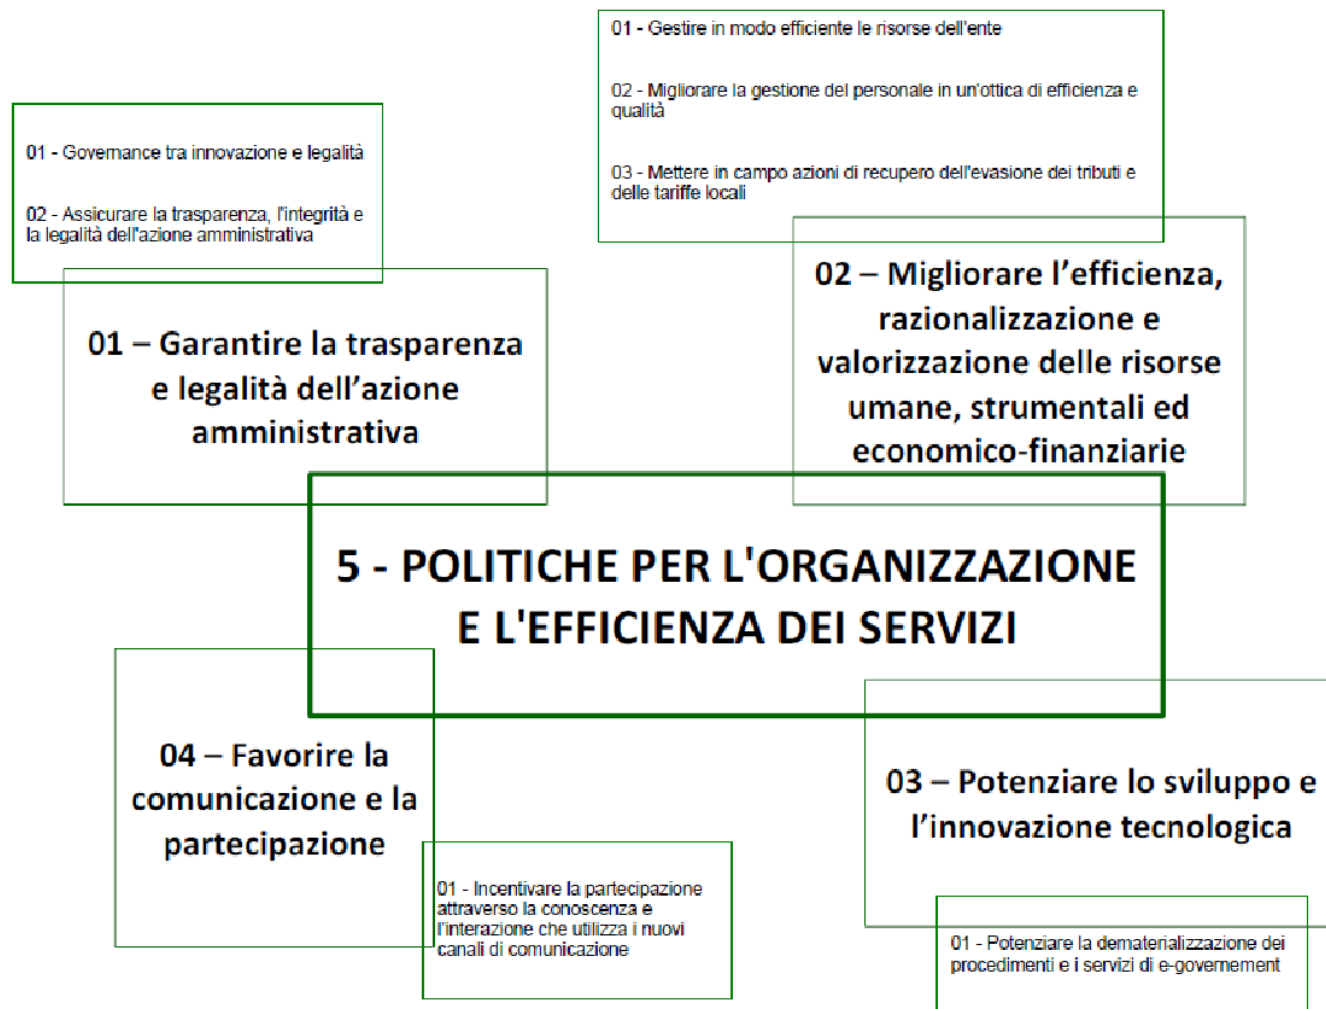 01 - Gestire in modo efficiente le risorse dell'ente
02 - Migliorare la gestione del personale in un'ottica di efficienza e
qualità
03 - Mettere in campo azioni di recupero dell'evasione dei tributi e
delle tariffe locali
01 - Governance tra innovazione e legalità
02 - Assicurare la trasparenza, l'integrità e
la legalità dell'azione amministrativa
01 – Garantire la trasparenza
e legalità dell’azione
amministrativa
02 – Migliorare l’efficienza,
razionalizzazione e
valorizzazione delle risorse
umane, strumentali ed
economico-finanziarie
5 - POLITICHE PER L'ORGANIZZAZIONE
E L'EFFICIENZA DEI SERVIZI
04 – Favorire la
comunicazione e la
partecipazione
03 – Potenziare lo sviluppo e
l’innovazione tecnologica
01 - Incentivare la partecipazione
attraverso la conoscenza e
l'interazione che utilizza i nuovi
canali di comunicazione
01 - Potenziare la dematerializzazione dei
procedimenti e i servizi di e-governement